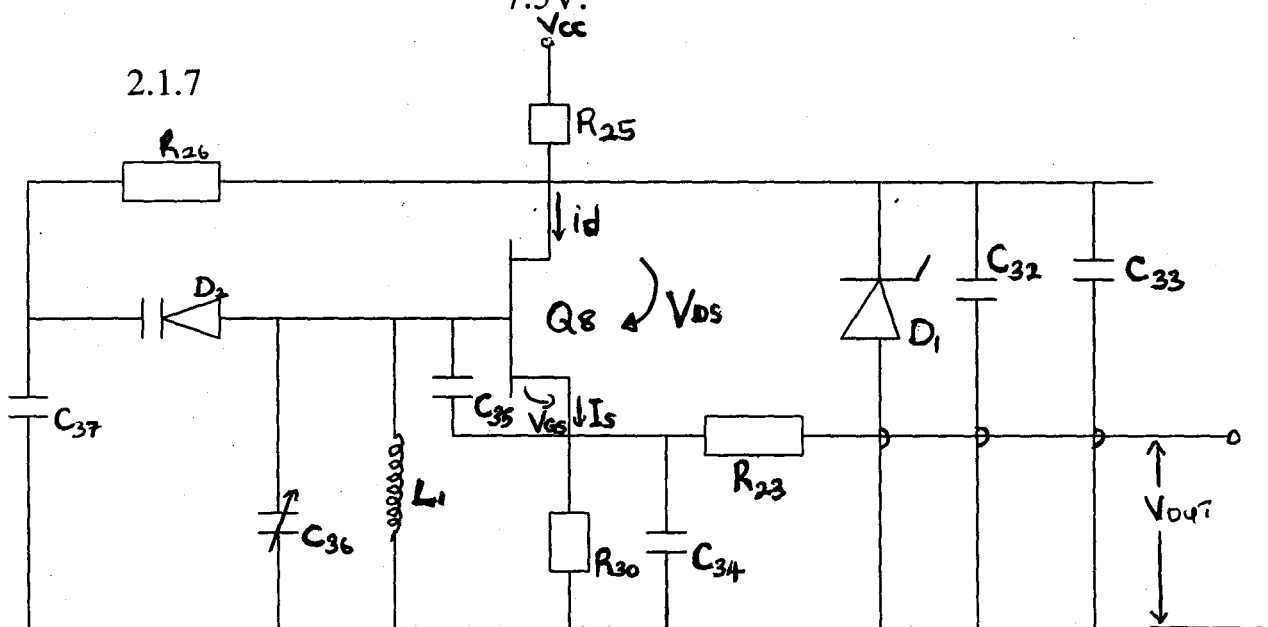 Vcc
2.1.7
R25
R26
id
D2
Q8
VDS
C32
C33
D1
C37
C35
VGS
Is
R23
L1
VOUT
C36
R30
C34